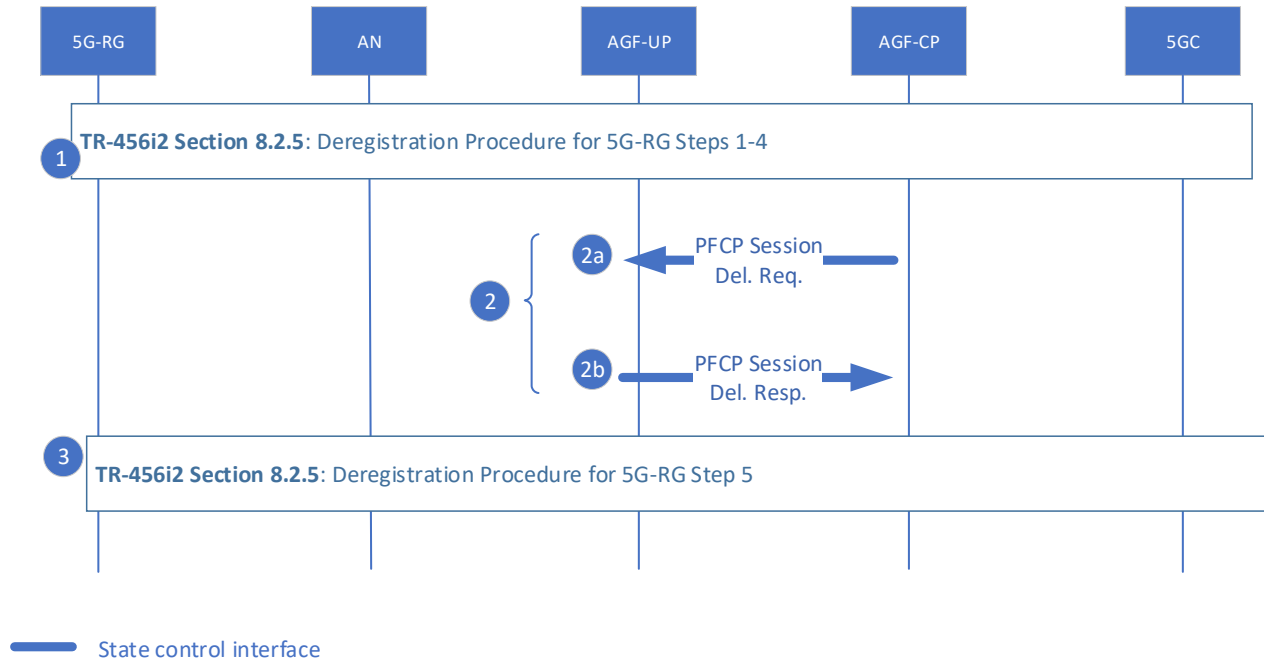 5G-RG
AN
AGF-UP
AGF-CP
5GC
TR-456i2 Section 8.2.5: Deregistration Procedure for 5G-RG Steps 1-4
1
2a
PFCP Session
Del. Req.
2
2b
PFCP Session
Del. Resp.
3
TR-456i2 Section 8.2.5: Deregistration Procedure for 5G-RG Step 5
State control interface